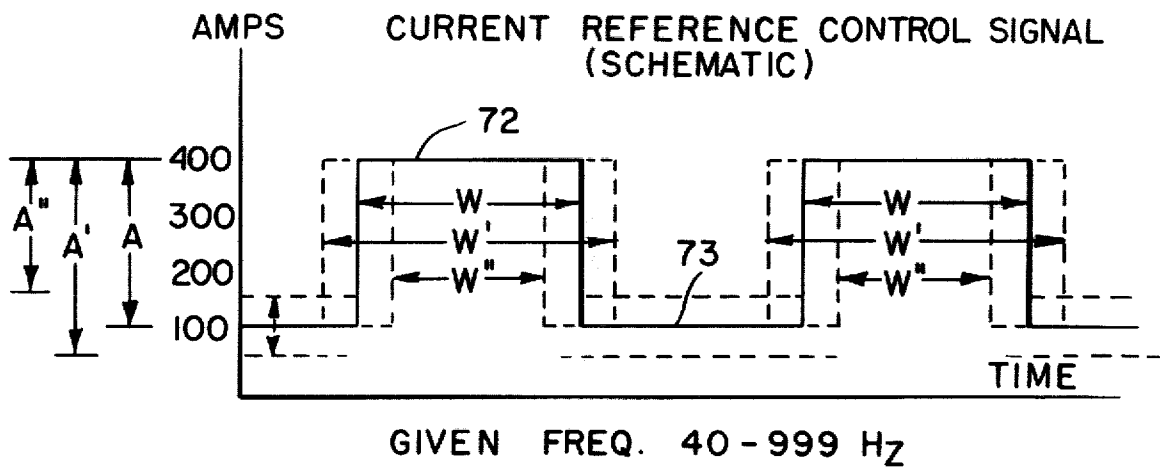 AMPS CURRENT REFERENCE CONTROL SIGNAL
(SCHEMATIC)
72
400
300
200
100
A" A' A
W W
W' W'
W" W"
73
TIME
GIVEN FREQ. 40-999 HZ